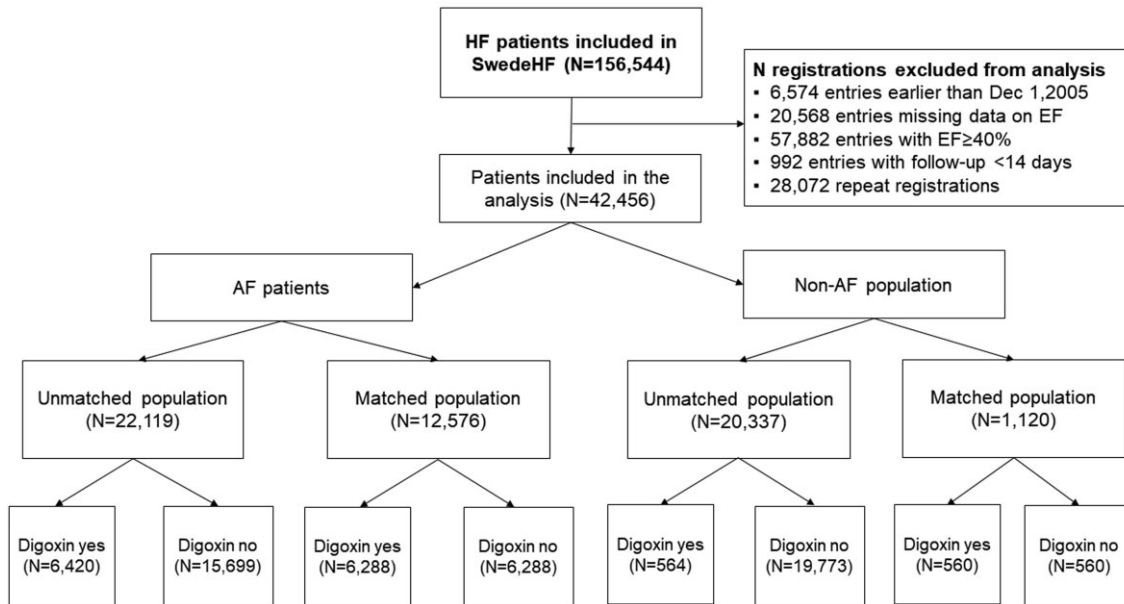 HF patients included in
SwedeHF (N=156,544)
N registrations excluded from analysis
▪ 6,574 entries earlier than Dec 1,2005
▪ 20,568 entries missing data on EF
▪ 57,882 entries with EF≥40%
▪ 992 entries with follow-up <14 days
▪ 28,072 repeat registrations
Patients included in the
analysis (N=42,456)
AF patients
Non-AF population
Unmatched population
(N=22,119)
Matched population
(N=12,576)
Unmatched population
(N=20,337)
Matched population
(N=1,120)
Digoxin yes
(N=6,420)
Digoxin no
(N=15,699)
Digoxin yes
(N=6,288)
Digoxin no
(N=6,288)
Digoxin yes
(N=564)
Digoxin no
(N=19,773)
Digoxin yes
(N=560)
Digoxin no
(N=560)